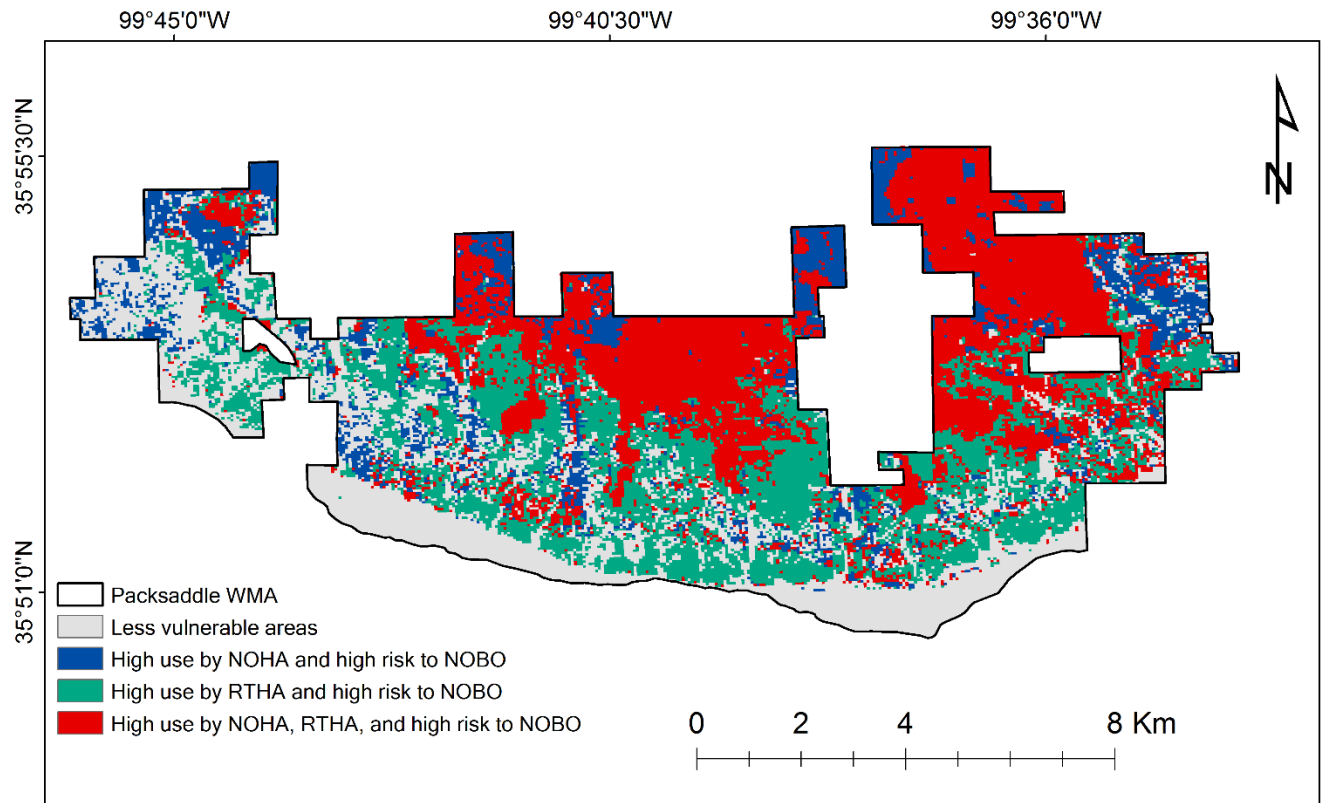 99°45'0"W 99°40'30"W 99°36'0"W
35°55'30"N
N
35°51'0"N
Packsaddle WMA
Less vulnerable areas
High use by NOHA and high risk to NOBO
High use by RTHA and high risk to NOBO
High use by NOHA, RTHA, and high risk to NOBO
0 2 4 8 Km